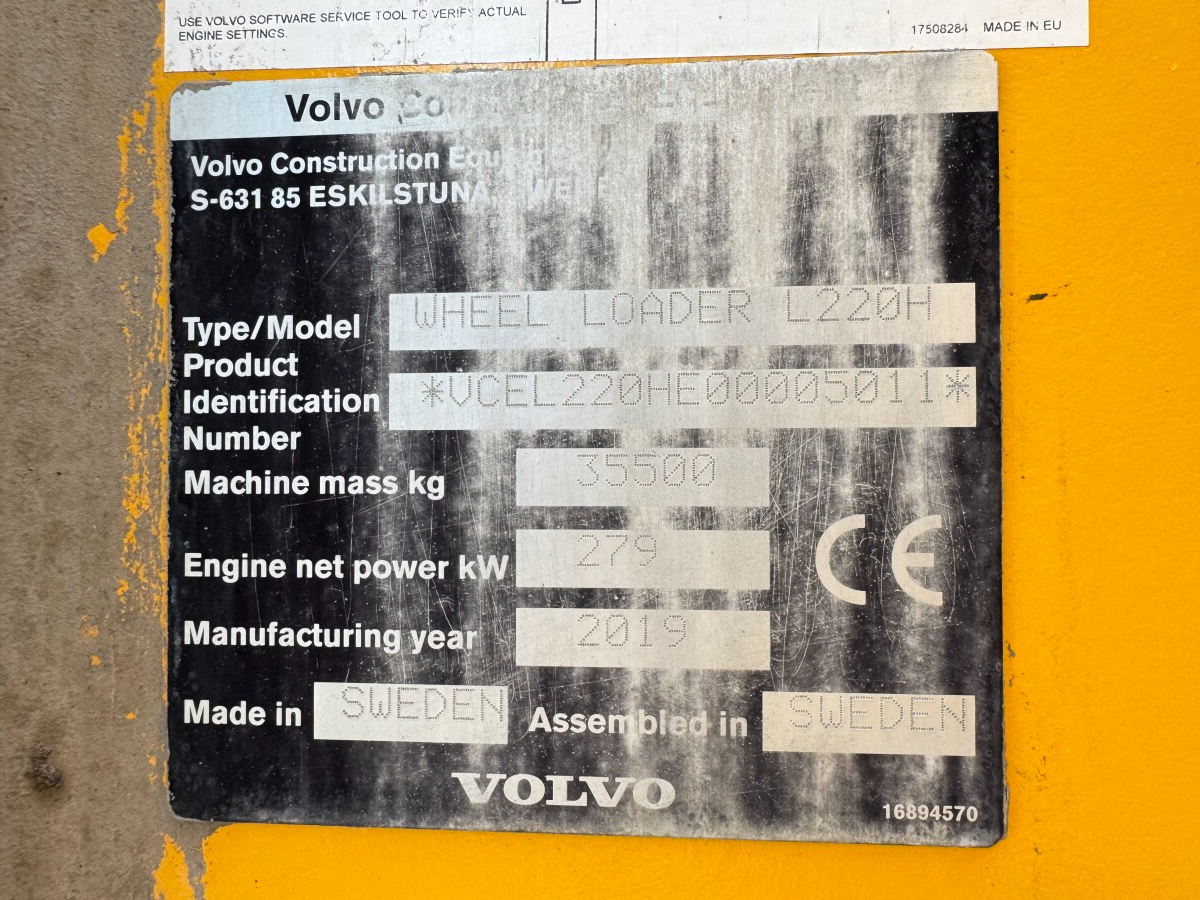 USE VOLVO SOFTWARE SERVICE TOOL TO VERIFY ACTUAL
ENGINE SETTINGS.
17508284 MADE IN EU
Volvo
Volvo Construction
S-631 85 ESKILSTUNA,
Type/Model WHEEL LOADER L220H
Product
Identification *VCEL220HE00005011*
Number
Machine mass kg 35500
Engine net power kW 279
CE
Manufacturing year 2019
Made in SWEDEN Assembled in SWEDEN
VOLVO
16894570